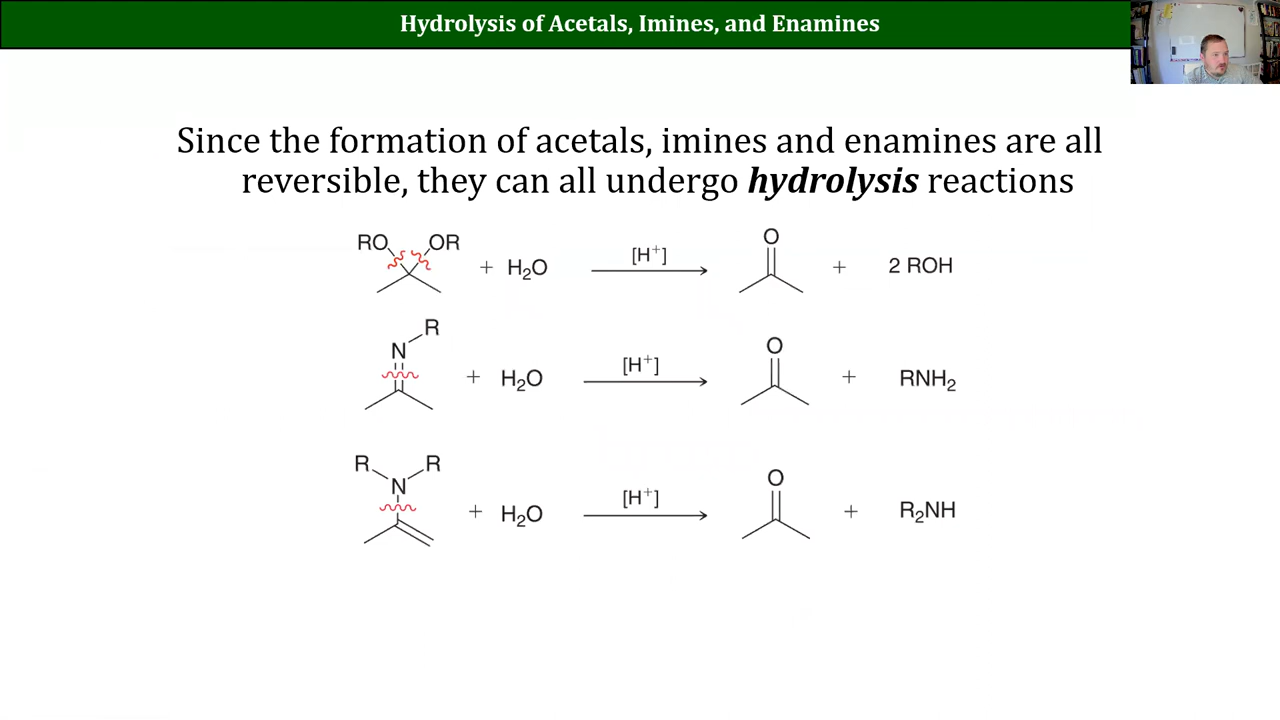 Hydrolysis of Acetals, Imines, and Enamines
Since the formation of acetals, imines and enamines are all
reversible, they can all undergo hydrolysis reactions
RO OR + H₂O [H⁺] O + 2 ROH
N R + H₂O [H⁺] O + RNH₂
R R N + H₂O [H⁺] O + R₂NH